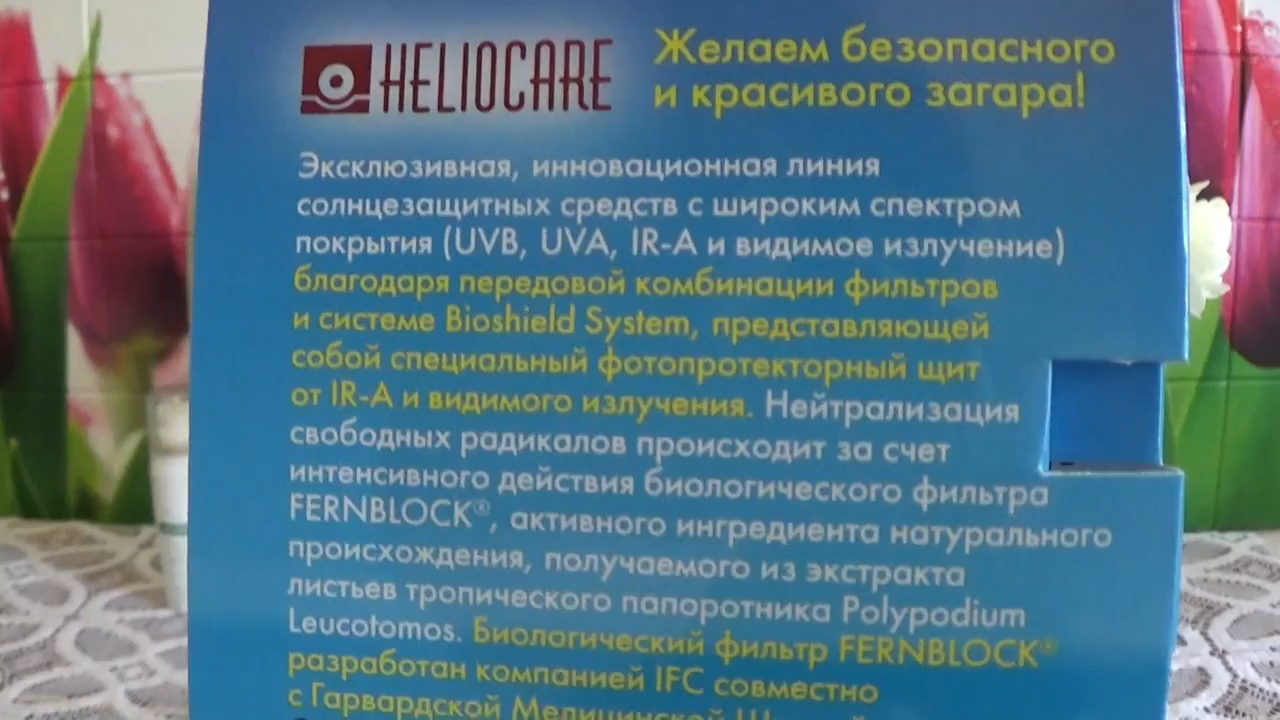 HELIOCARE
Желаем безопасного
и красивого загара!
Эксклюзивная, инновационная линия
солнцезащитных средств с широким спектром
покрытия (UVB, UVA, IR-A и видимое излучение)
благодаря передовой комбинации фильтров
и системе Bioshield System, представляющей
собой специальный фотопротекторный щит
от IR-A и видимого излучения. Нейтрализация
свободных радикалов происходит за счет
интенсивного действия биологического фильтра
FERNBLOCK®, активного ингредиента натурального
происхождения, получаемого из экстракта
листьев тропического папоротника Polypodium
Leucotomos. Биологический фильтр FERNBLOCK®
разработан компанией IFC совместно
с Гарвардской Медицинской